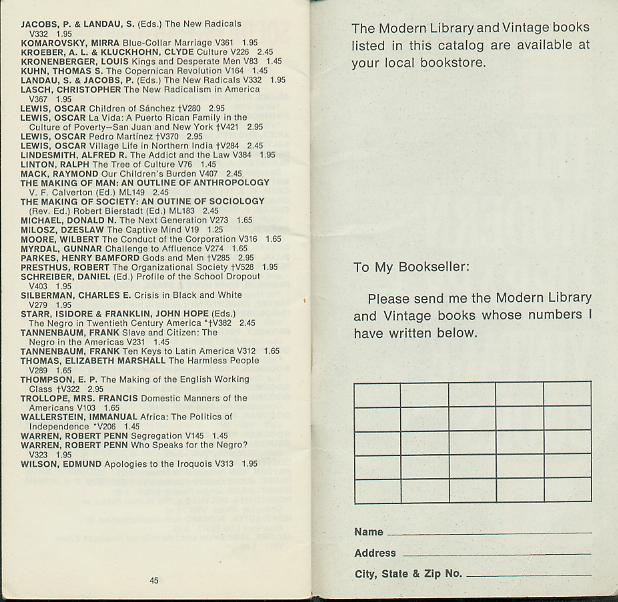 JACOBS, P. & LANDAU, S. (Eds.) The New Radicals
V332 1.95
KOMAROVSKY, MIRRA Blue-Collar Marriage V361 1.95
KROEBER, A. L. & KLUCKHOHN, CLYDE Culture V226 2.45
KRONENBERGER, LOUIS Kings and Desperate Men V83 1.45
KUHN, THOMAS S. The Copernican Revolution V164 1.45
LANDAU, S. & JACOBS, P. (Eds.) The New Radicals V332 1.95
LASCH, CHRISTOPHER The New Radicalism in America
V367 1.95
LEWIS, OSCAR Children of Sánchez †V280 2.95
LEWIS, OSCAR La Vida: A Puerto Rican Family in the
Culture of Poverty—San Juan and New York †V421 2.95
LEWIS, OSCAR Pedro Martínez †V370 2.95
LEWIS, OSCAR Village Life in Northern India †V284 2.45
LINDESMITH, ALFRED R. The Addict and the Law V384 1.95
LINTON, RALPH The Tree of Culture V76 1.45
MACK, RAYMOND Our Children's Burden V407 2.45
THE MAKING OF MAN: AN OUTLINE OF ANTHROPOLOGY
V. F. Calverton (Ed.) ML149 2.45
THE MAKING OF SOCIETY: AN OUTINE OF SOCIOLOGY
(Rev. Ed.) Robert Bierstadt (Ed.) ML183 2.45
MICHAEL, DONALD N. The Next Generation V273 1.65
MILOSZ, DZESLAW The Captive Mind V19 1.25
MOORE, WILBERT The Conduct of the Corporation V316 1.65
MYRDAL, GUNNAR Challenge to Affluence V274 1.65
PARKES, HENRY BAMFORD Gods and Men †V285 2.95
PRESTHUS, ROBERT The Organizational Society †V528 1.95
SCHREIBER, DANIEL (Ed.) Profile of the School Dropout
V403 1.95
SILBERMAN, CHARLES E. Crisis in Black and White
V279 1.95
STARR, ISIDORE & FRANKLIN, JOHN HOPE (Eds.)
The Negro in Twentieth Century America *†V382 2.45
TANNENBAUM, FRANK Slave and Citizen: The
Negro in the Americas V231 1.45
TANNENBAUM, FRANK Ten Keys to Latin America V312 1.65
THOMAS, ELIZABETH MARSHALL The Harmless People
V289 1.65
THOMPSON, E. P. The Making of the English Working
Class †V322 2.95
TROLLOPE, MRS. FRANCIS Domestic Manners of the
Americans V103 1.65
WALLERSTEIN, IMMANUAL Africa: The Politics of
Independence *V206 1.45
WARREN, ROBERT PENN Segregation V145 1.45
WARREN, ROBERT PENN Who Speaks for the Negro?
V323 1.95
WILSON, EDMUND Apologies to the Iroquois V313 1.95
45
The Modern Library and Vintage books
listed in this catalog are available at
your local bookstore.
To My Bookseller:
Please send me the Modern Library
and Vintage books whose numbers I
have written below.
Name
Address
City, State & Zip No.